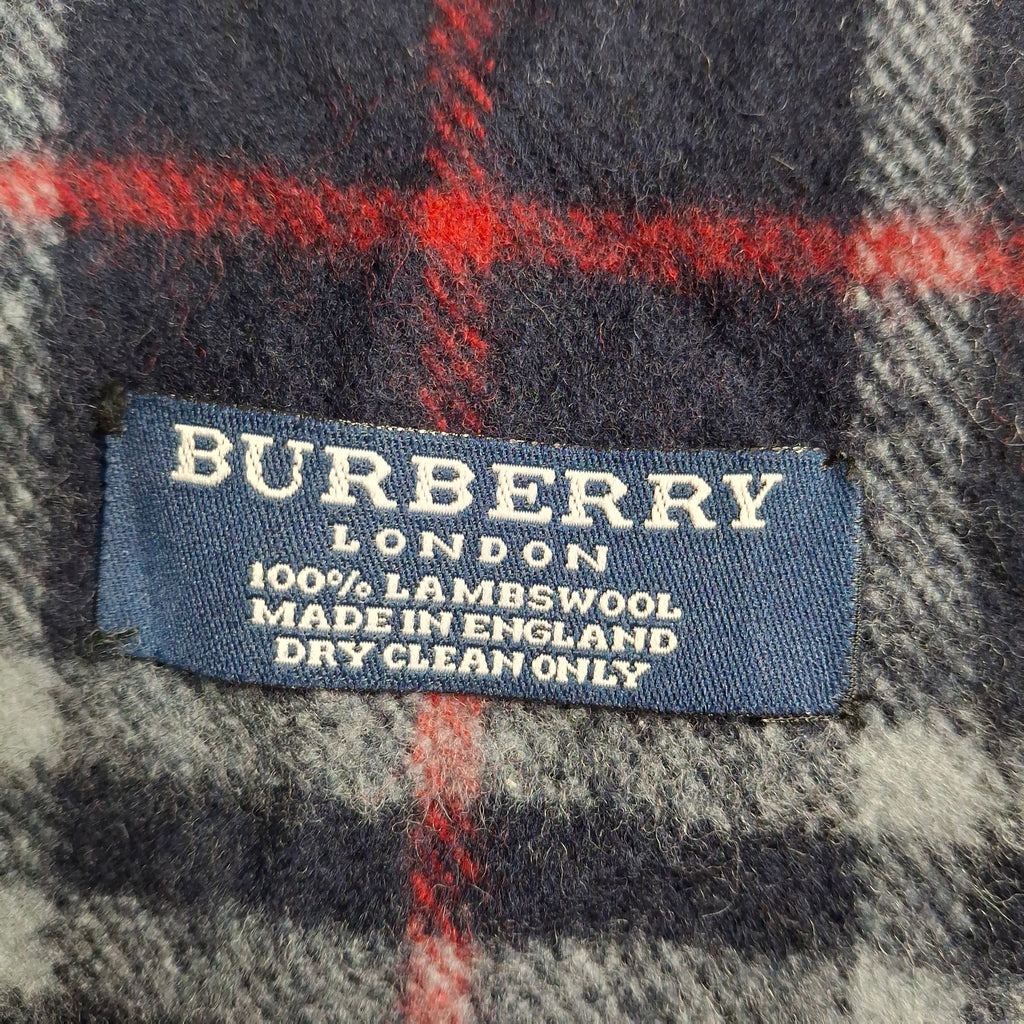 BURBERRY
LONDON
100% LAMBSWOOL
MADE IN ENGLAND
DRY CLEAN ONLY